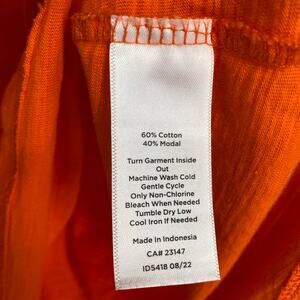 60% Cotton
40% Modal
Turn Garment Inside
Out
Machine Wash Cold
Gentle Cycle
Only Non-Chlorine
Bleach When Needed
Tumble Dry Low
Cool Iron If Needed
Made in Indonesia
CA# 23147
ID5418 08/22